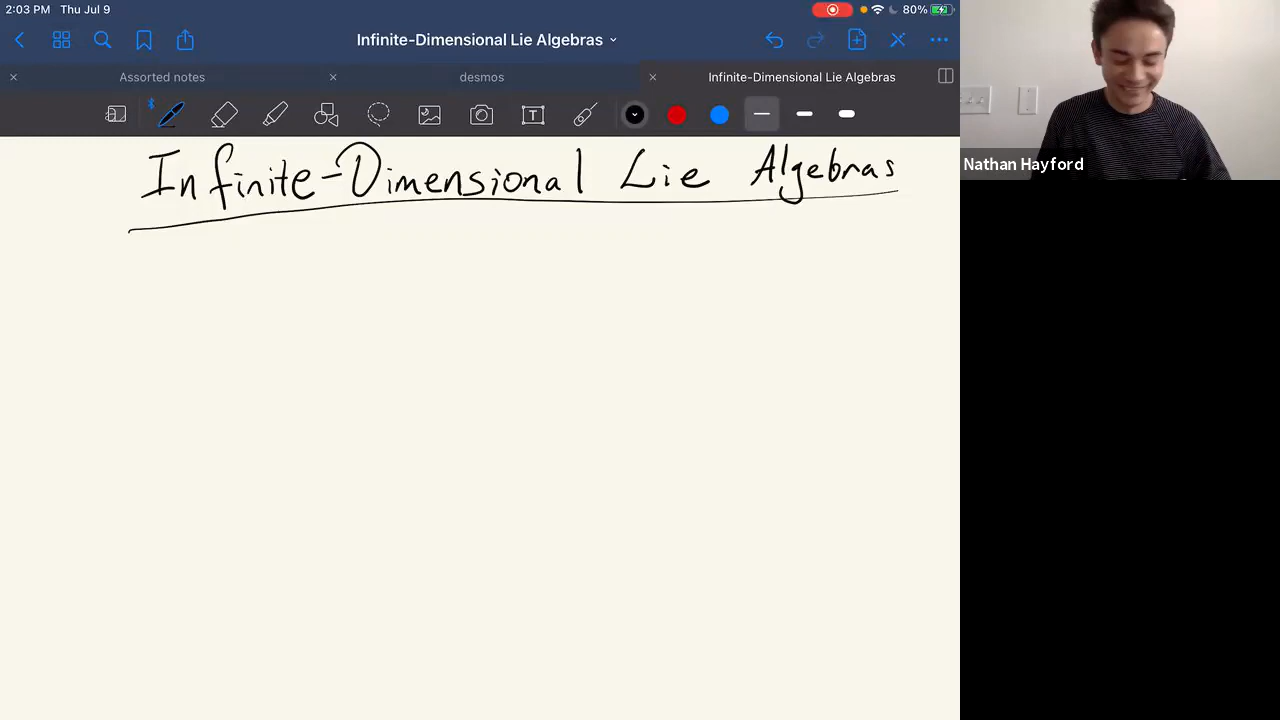 2:03 PM Thu Jul 9 80%
Infinite-Dimensional Lie Algebras
Assorted notes desmos Infinite-Dimensional Lie Algebras
T
Infinite-Dimensional Lie Algebras
Nathan Hayford